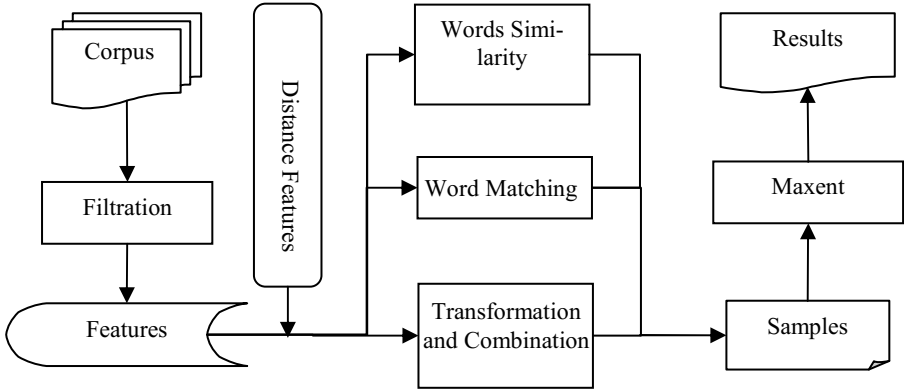 Corpus
Filtration
Features
Distance Features
Words Simi-
larity
Word Matching
Transformation
and Combination
Results
Maxent
Samples